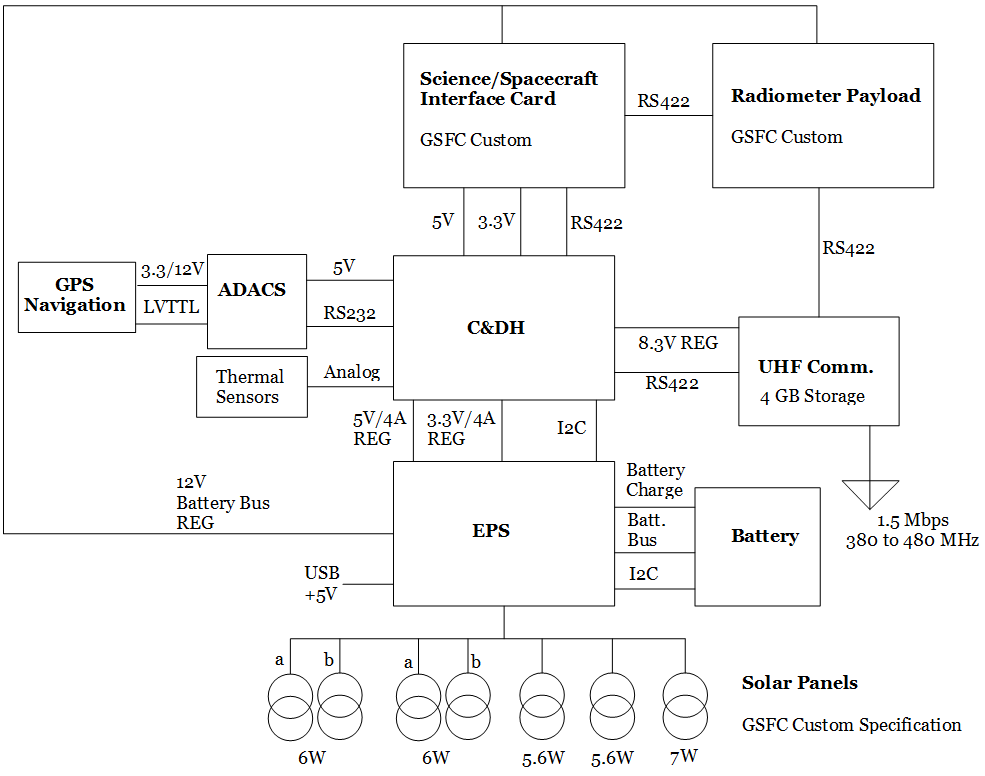 Science/Spacecraft
Interface Card
GSFC Custom
RS422
Radiometer Payload
GSFC Custom
5V
3.3V
RS422
RS422
GPS
Navigation
3.3/12V
LVTTL
ADACS
5V
RS232
C&DH
8.3V REG
RS422
UHF Comm.
4 GB Storage
Thermal
Sensors
Analog
5V/4A
REG
3.3V/4A
REG
I2C
12V
Battery Bus
REG
EPS
Battery
Charge
Batt.
Bus
I2C
Battery
1.5 Mbps
380 to 480 MHz
USB
+5V
a
b
a
b
6W
6W
5.6W
5.6W
7W
Solar Panels
GSFC Custom Specification